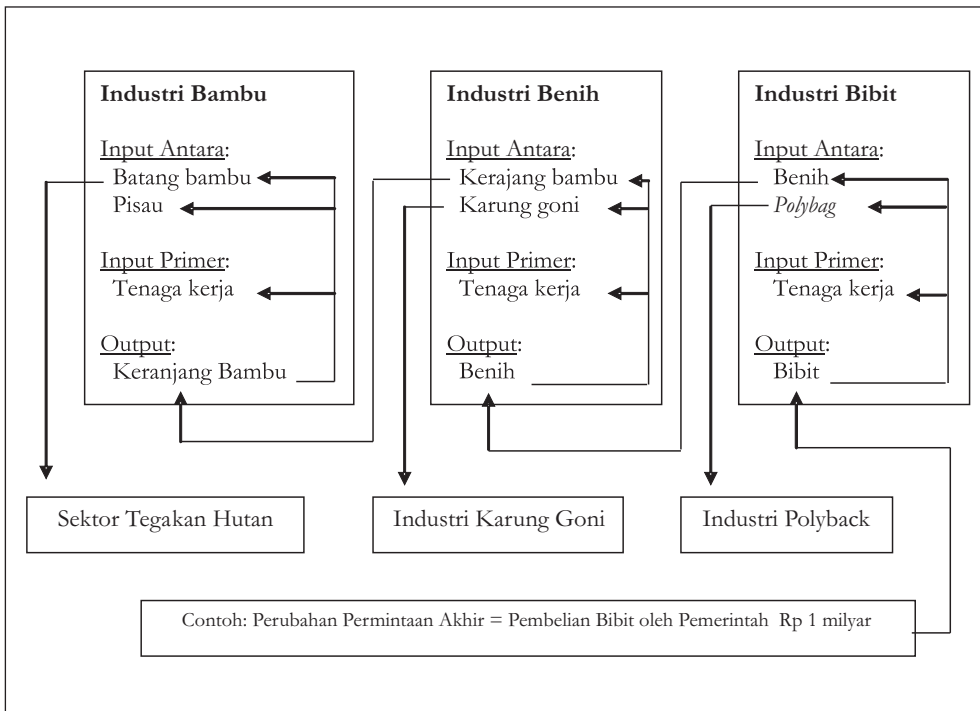 Industri Bambu
Input Antara:
Batang bambu
Pisau
Input Primer:
Tenaga kerja
Output:
Keranjang Bambu
Industri Benih
Input Antara:
Kerajang bambu
Karung goni
Input Primer:
Tenaga kerja
Output:
Benih
Industri Bibit
Input Antara:
Benih
Polybag
Input Primer:
Tenaga kerja
Output:
Bibit
Sektor Tegakan Hutan
Industri Karung Goni
Industri Polyback
Contoh: Perubahan Permintaan Akhir = Pembelian Bibit oleh Pemerintah Rp 1 milyar